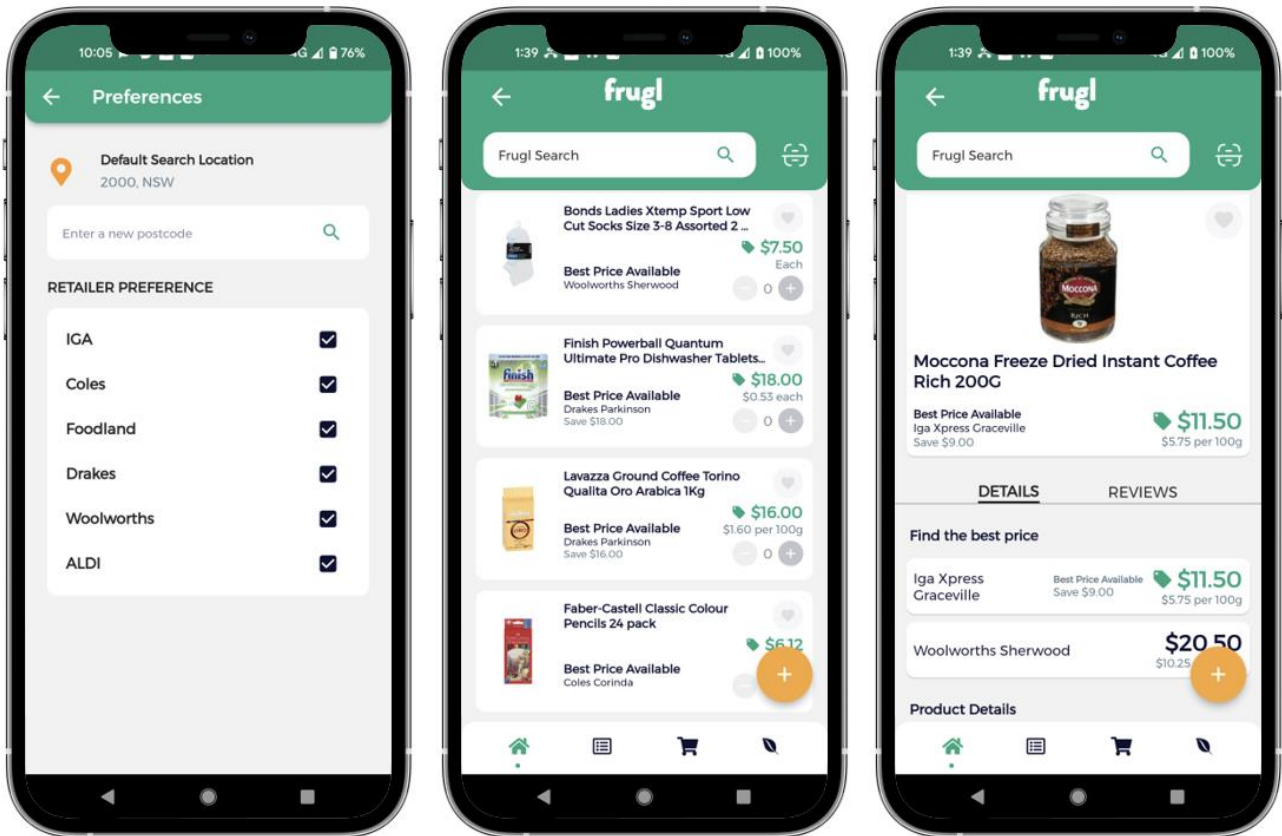 10:05
4G
76%
Preferences
Default Search Location
2000, NSW
Enter a new postcode
RETAILER PREFERENCE
IGA
Coles
Foodland
Drakes
Woolworths
ALDI
1:39
100%
frugl
Frugl Search
Bonds Ladies Xtemp Sport Low
Cut Socks Size 3-8 Assorted 2 ...
$7.50
Each
Best Price Available
Woolworths Sherwood
0
Finish Powerball Quantum
Ultimate Pro Dishwasher Tablets...
finish
$18.00
$0.53 each
Best Price Available
Drakes Parkinson
Save $18.00
0
Lavazza Ground Coffee Torino
Qualita Oro Arabica 1Kg
$16.00
$1.60 per 100g
Best Price Available
Drakes Parkinson
Save $16.00
0
Faber-Castell Classic Colour
Pencils 24 pack
$6.12
Best Price Available
Coles Corinda
1:39
100%
frugl
Frugl Search
MOCCONA
RICH
Moccona Freeze Dried Instant Coffee
Rich 200G
Best Price Available
Iga Xpress Graceville
Save $9.00
$11.50
$5.75 per 100g
DETAILS
REVIEWS
Find the best price
Iga Xpress
Graceville
Best Price Available
Save $9.00
$11.50
$5.75 per 100g
Woolworths Sherwood
$20.50
$10.25
Product Details